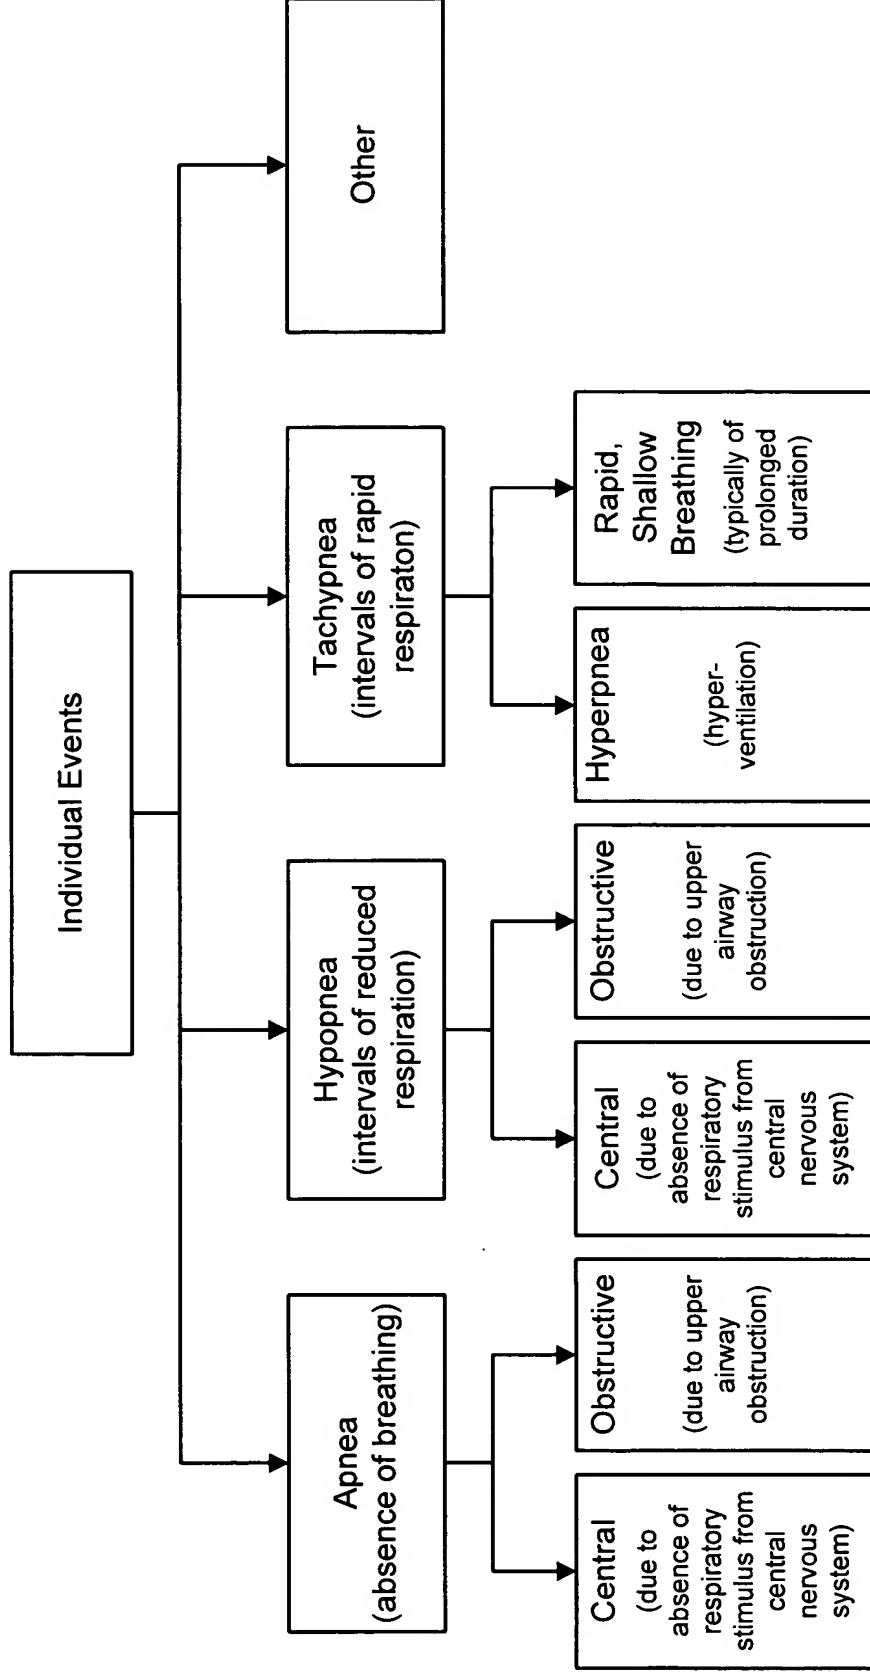 Individual Events
Apnea
(absence of breathing)
Hypopnea
(intervals of reduced
respiration)
Tachypnea
(intervals of rapid
respiraton)
Other
Central
(due to
absence of
respiratory
stimulus from
central
nervous
system)
Obstructive
(due to upper
airway
obstruction)
Central
(due to
absence of
respiratory
stimulus from
central
nervous
system)
Obstructive
(due to upper
airway
obstruction)
Hyperpnea
(hyper-
ventilation)
Rapid,
Shallow
Breathing
(typically of
prolonged
duration)